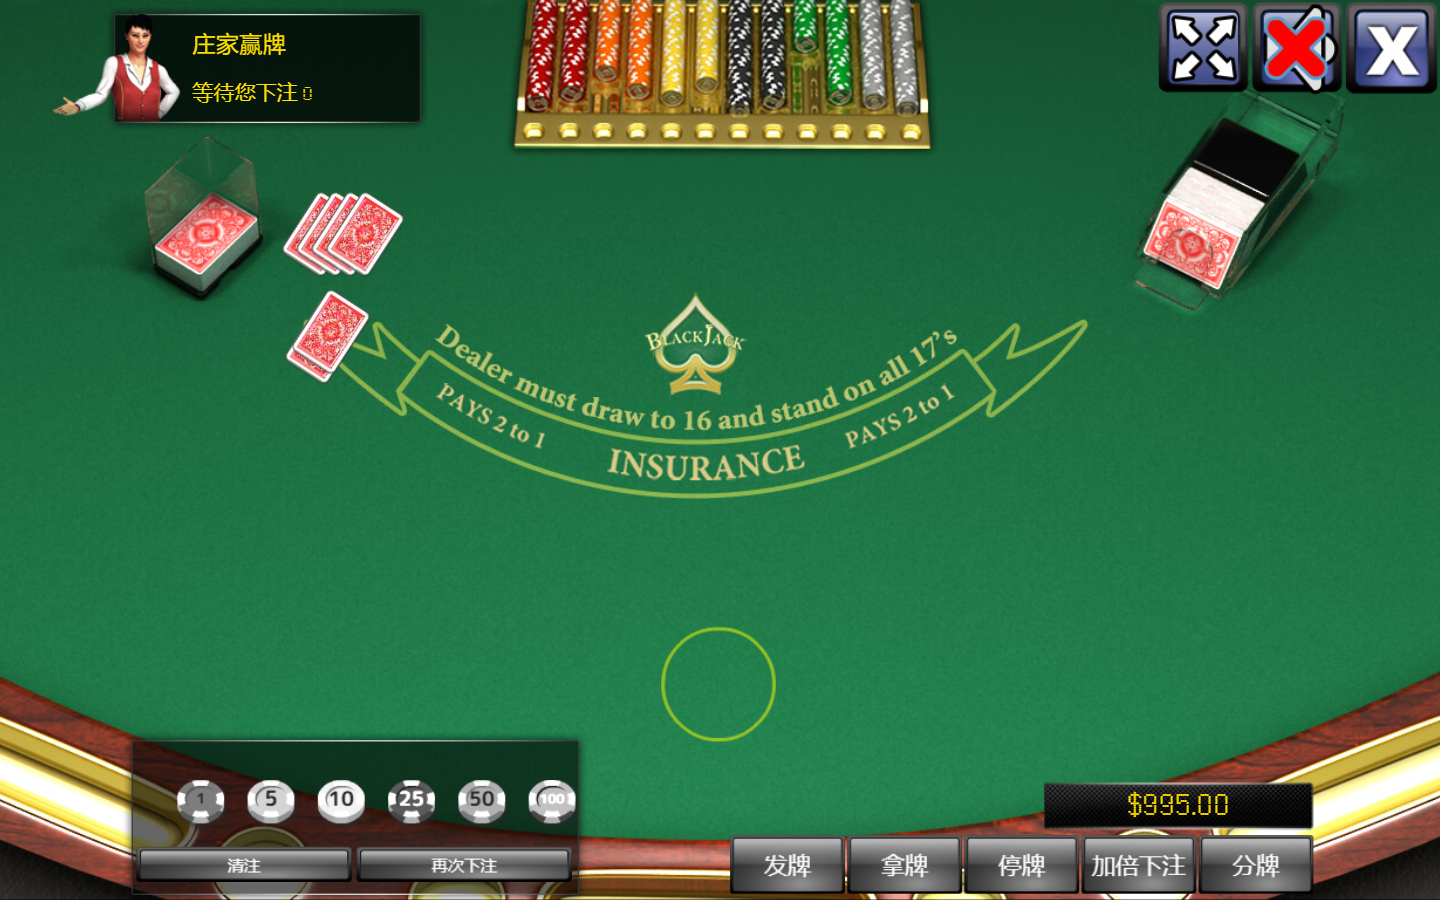 庄家赢牌
等待您下注 0
BLACKJACK
Dealer must draw to 16 and stand on all 17's
PAYS 2 to 1
INSURANCE
PAYS 2 to 1
1
5
10
25
50
100
$995.00
清注
再次下注
发牌
拿牌
停牌
加倍下注
分牌